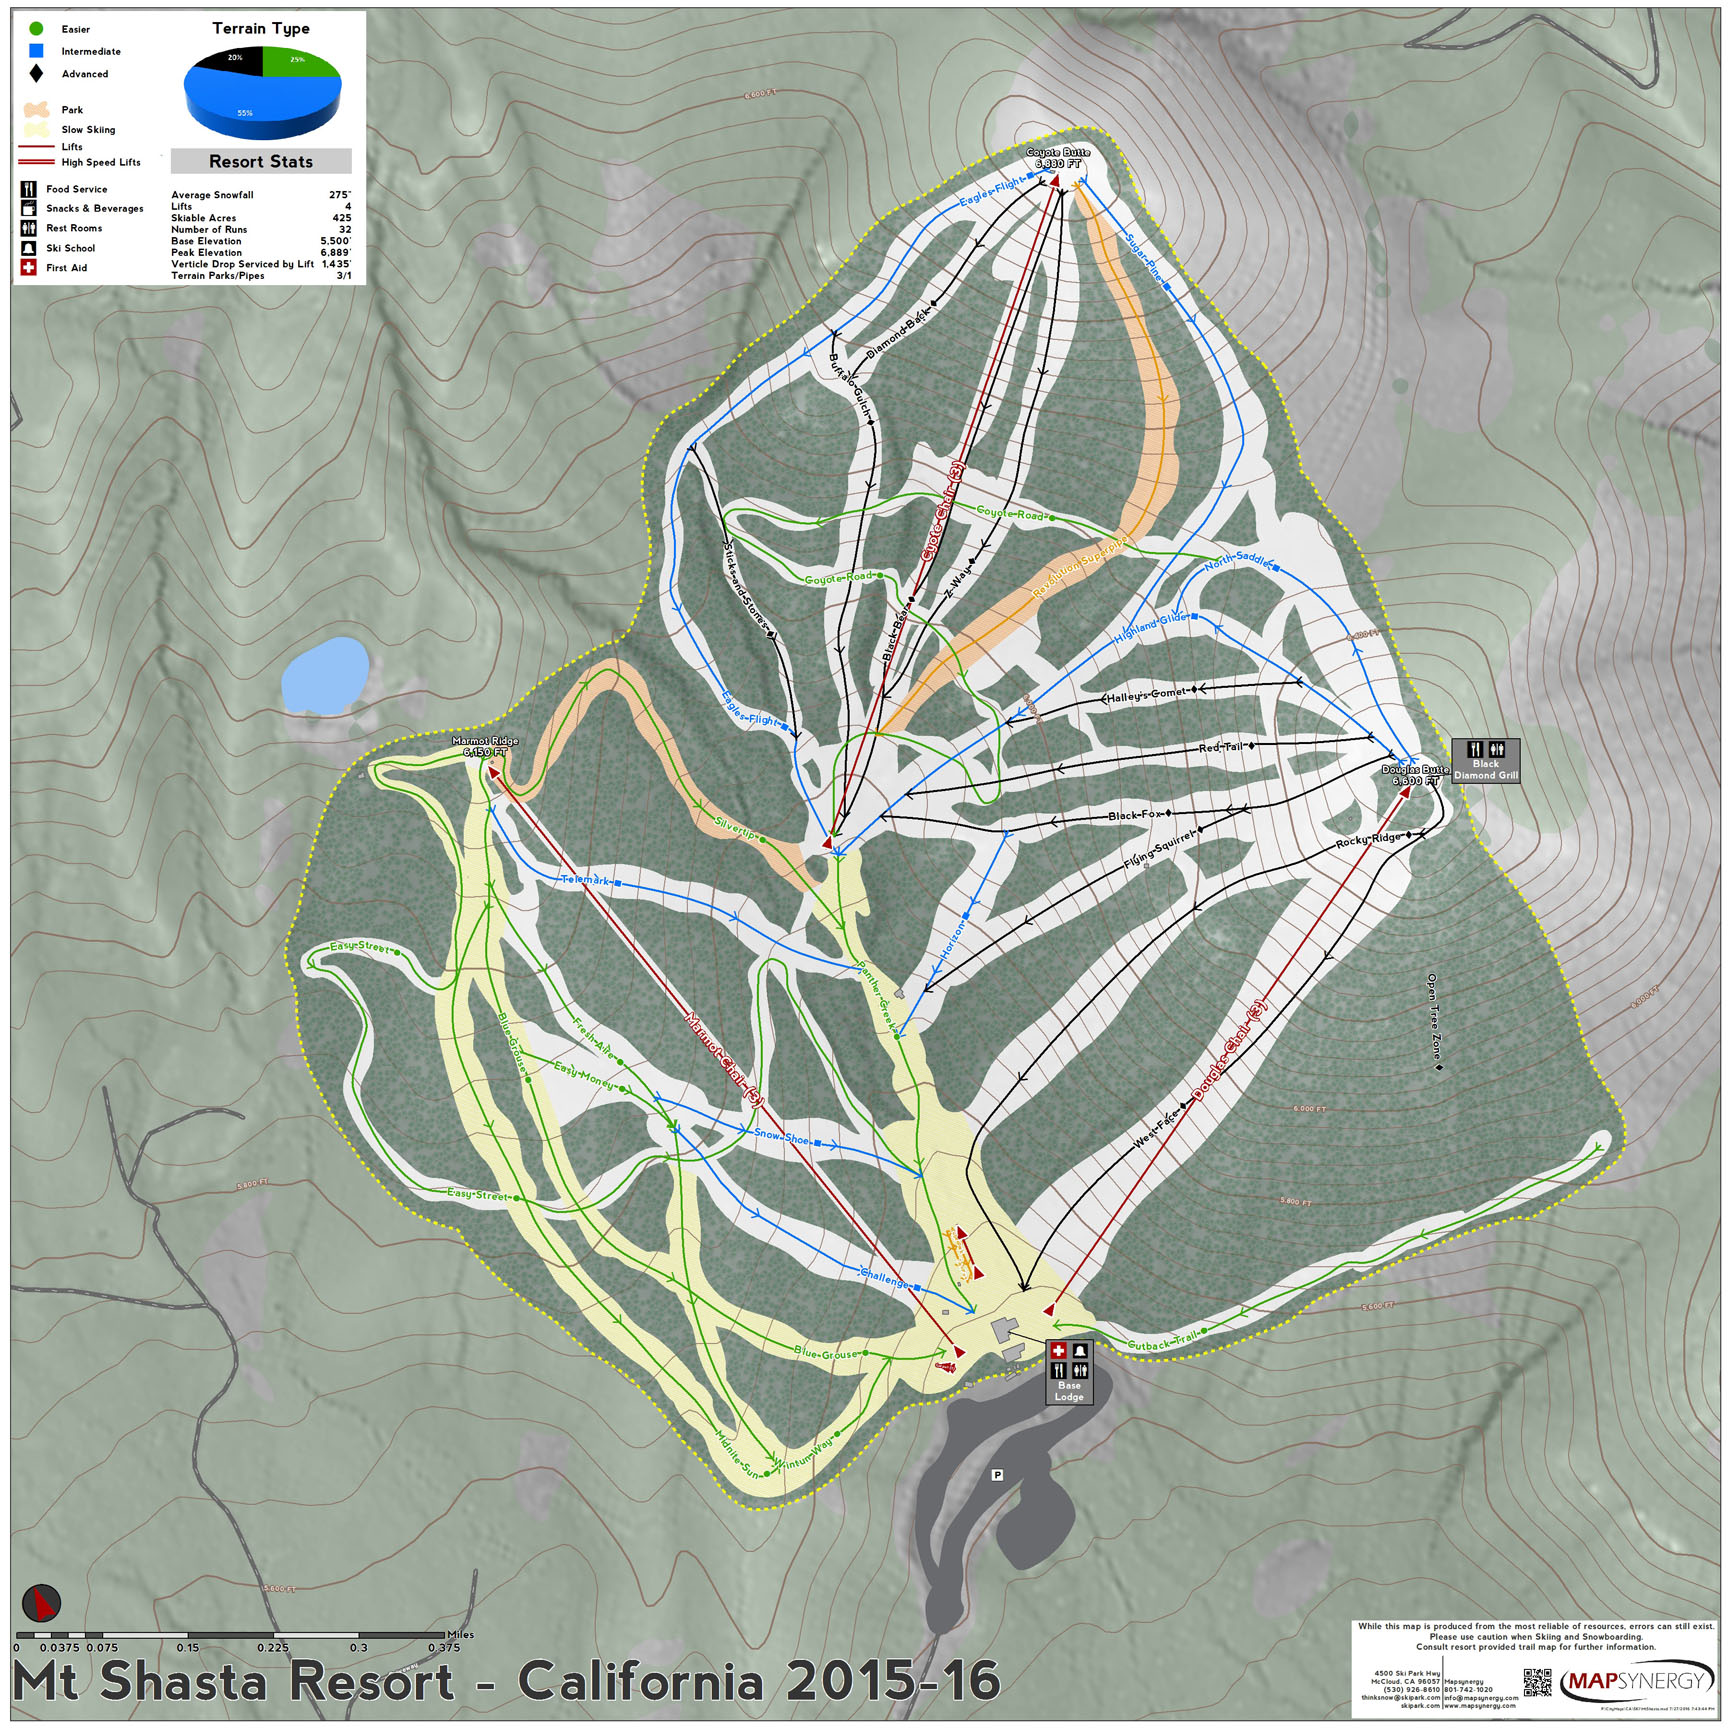 Easier
Intermediate
Advanced
Park
Slow Skiing
Lifts
High Speed Lifts
Food Service
Snacks & Beverages
Rest Rooms
Ski School
First Aid
Terrain Type
20%
25%
55%
Resort Stats
Average Snowfall 275"
Lifts 4
Skiable Acres 425
Number of Runs 32
Base Elevation 5,500'
Peak Elevation 6,889'
Verticle Drop Serviced by Lift 1,435'
Terrain Parks/Pipes 3/1
6,600 FT
Coyote Butte
6,880 FT
Eagles Flight
Sugar Pine
Diamond Back
Buffalo Gulch
Cyote Chair (3)
Coyote Road
Sticks and Stones
Coyote Road
Z-Way
Revolution Superpipe
North Saddle
Black Bear
Highland Glide
6,400 FT
Halley's Comet
Eagles Flight
Red Tail
Marmot Ridge
6,150 FT
Black
Diamond Grill
Douglas Butte
6,600 FT
Silvertip
Black Fox
Flying Squirrel
Rocky Ridge
Telemark
Horizon
Easy Street
Panther Creek
Open Tree Zone
6,000 FT
Blue Grouse
Fresh Aire
Easy Money
Marmot Chair (3)
Douglas Chair (3)
6,000 FT
West Face
Snow Shoe
5,800 FT
Easy Street
5,800 FT
Challenge
5,600 FT
Cutback Trail
Blue Grouse
Base
Lodge
Midnite Sun
Wintun Way
P
5,600 FT
0 0.0375 0.075 0.15 0.225 0.3 0.375 Miles
Mt Shasta Resort - California 2015-16
While this map is produced from the most reliable of resources, errors can still exist.
Please use caution when Skiing and Snowboarding.
Consult resort provided trail map for further information.
4500 Ski Park Hwy
McCloud, CA 96057
(530) 926-8610
thinksnow@skipark.com
skipark.com
Mapsynergy
801-742-1020
info@mapsynergy.com
www.mapsynergy.com
MAPSYNERGY